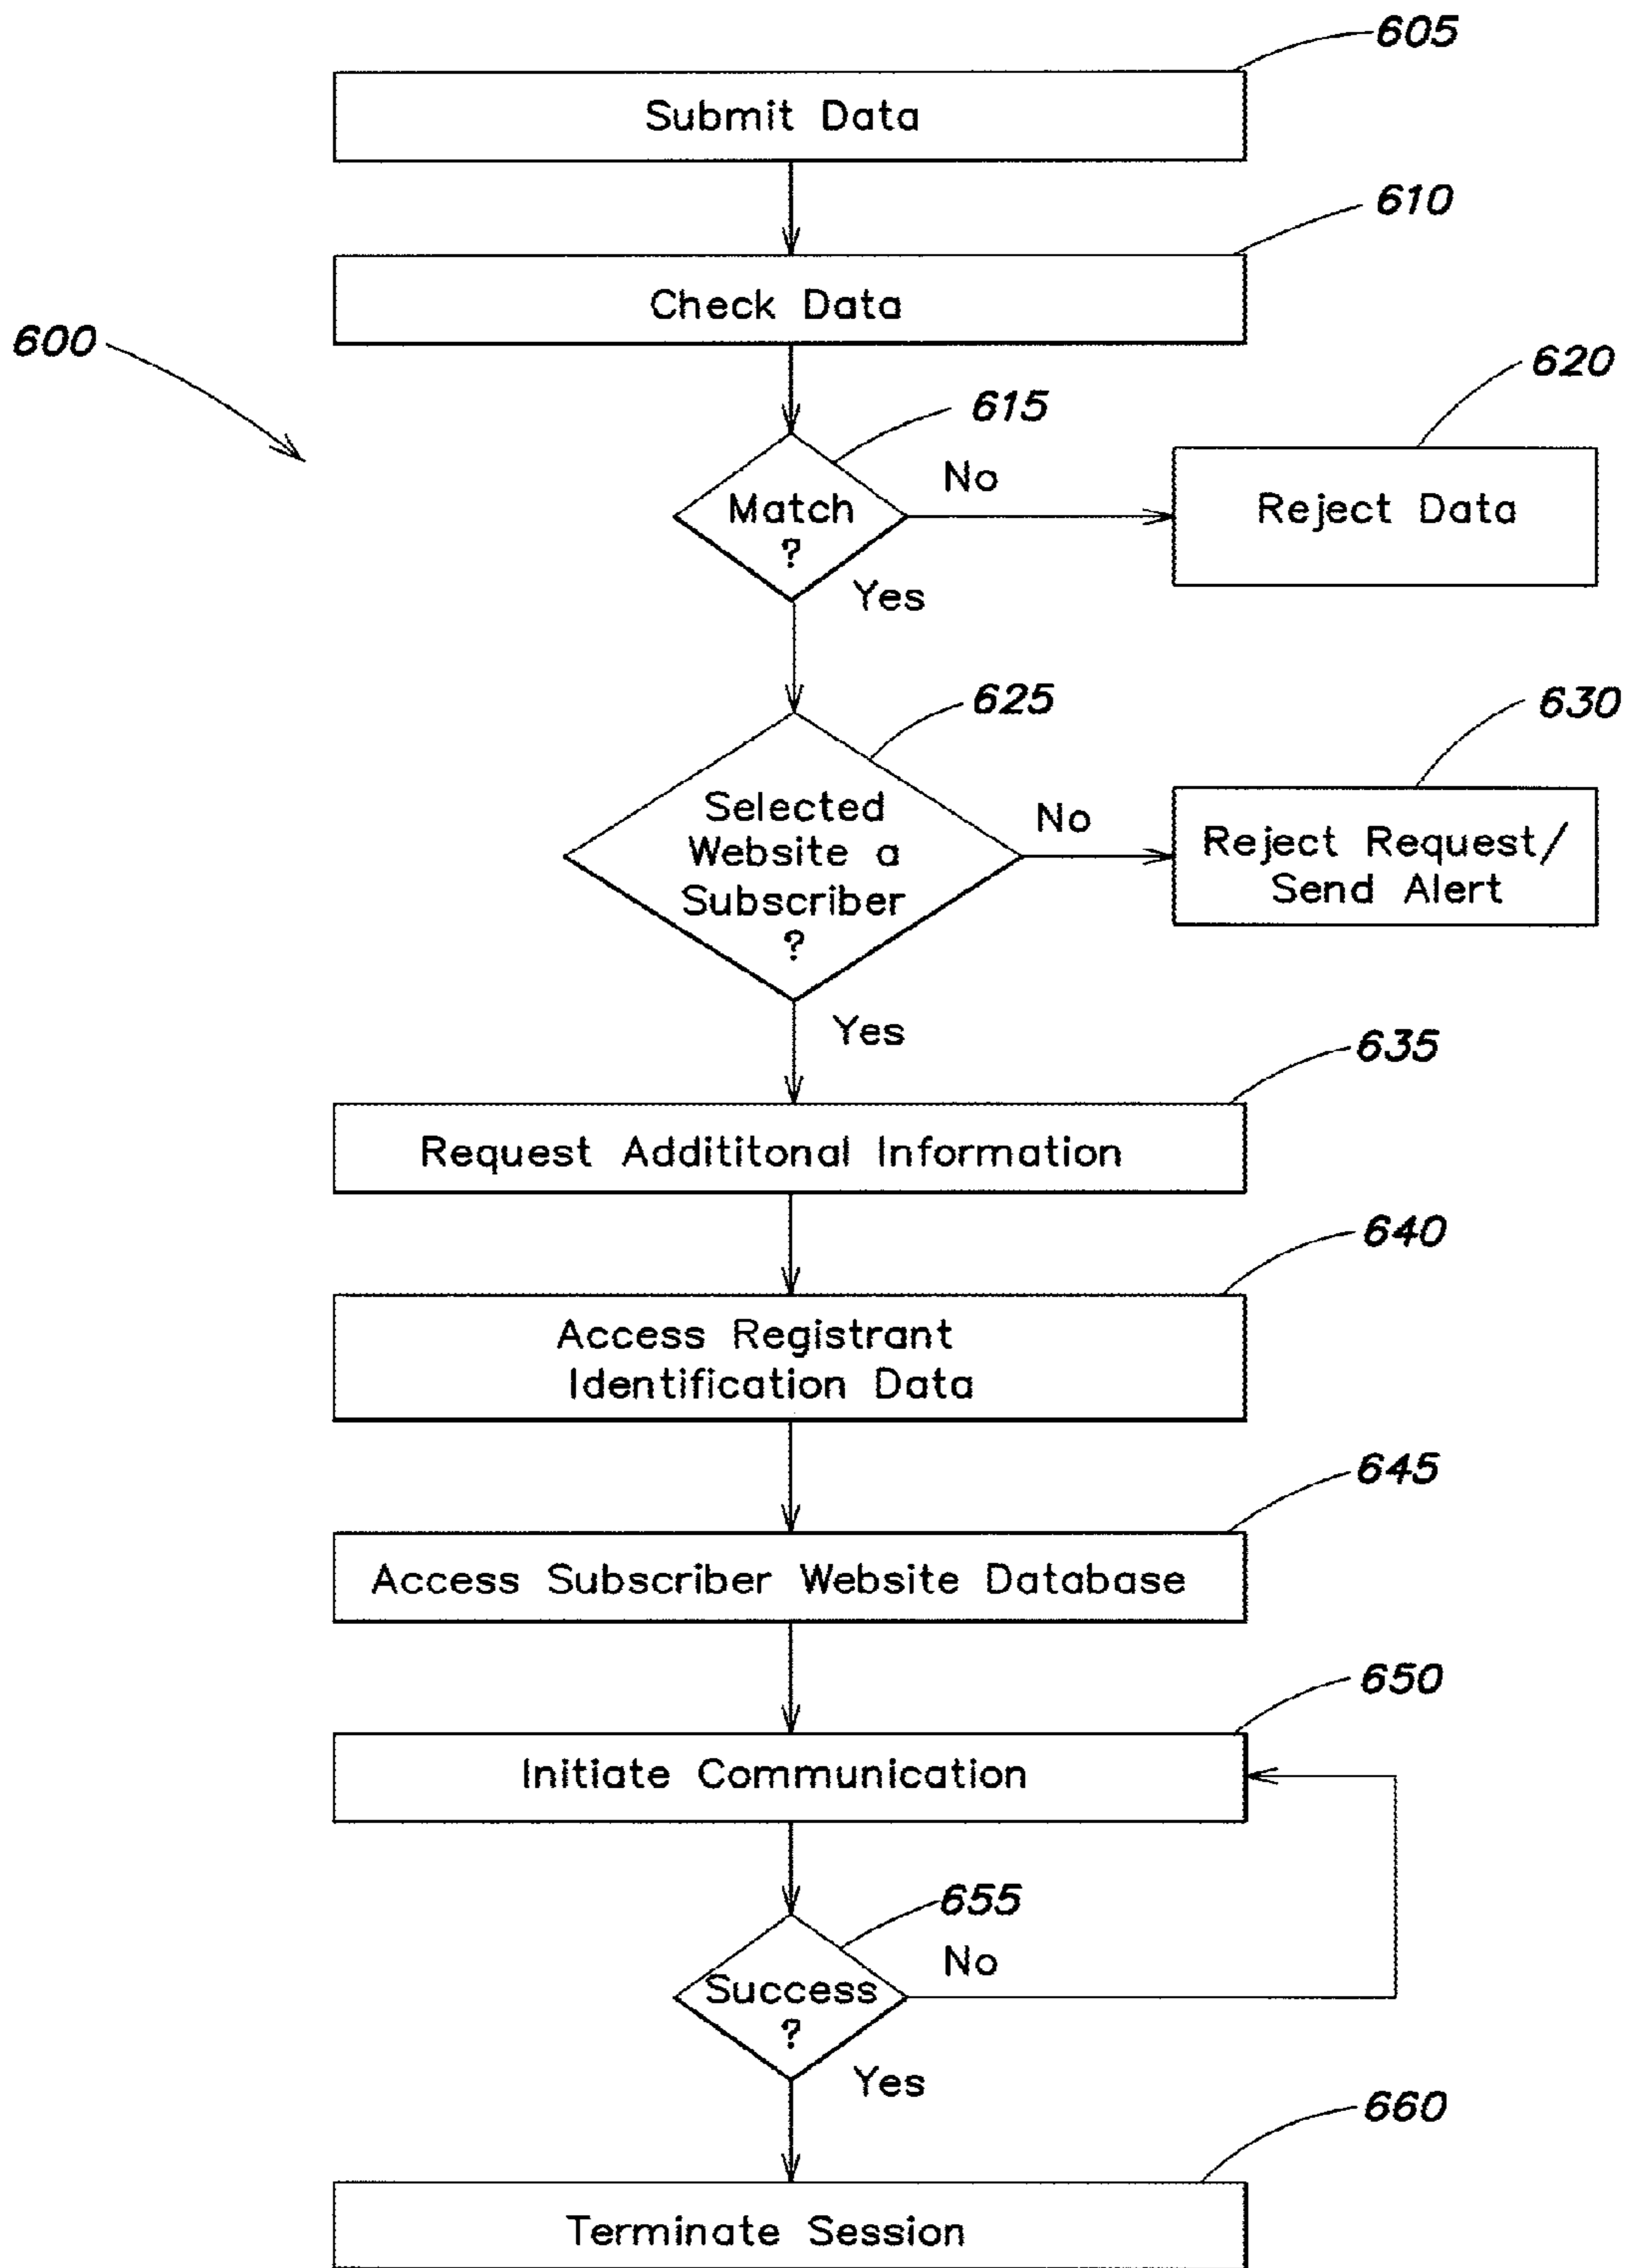 605
Submit Data
610
Check Data
600
615
620
Match
?
No
Reject Data
Yes
625
630
Selected
Website a
Subscriber
?
No
Reject Request/
Send Alert
Yes
635
Request Addititonal Information
640
Access Registrant
Identification Data
645
Access Subscriber Website Database
650
Initiate Communication
655
Success
?
No
Yes
660
Terminate Session